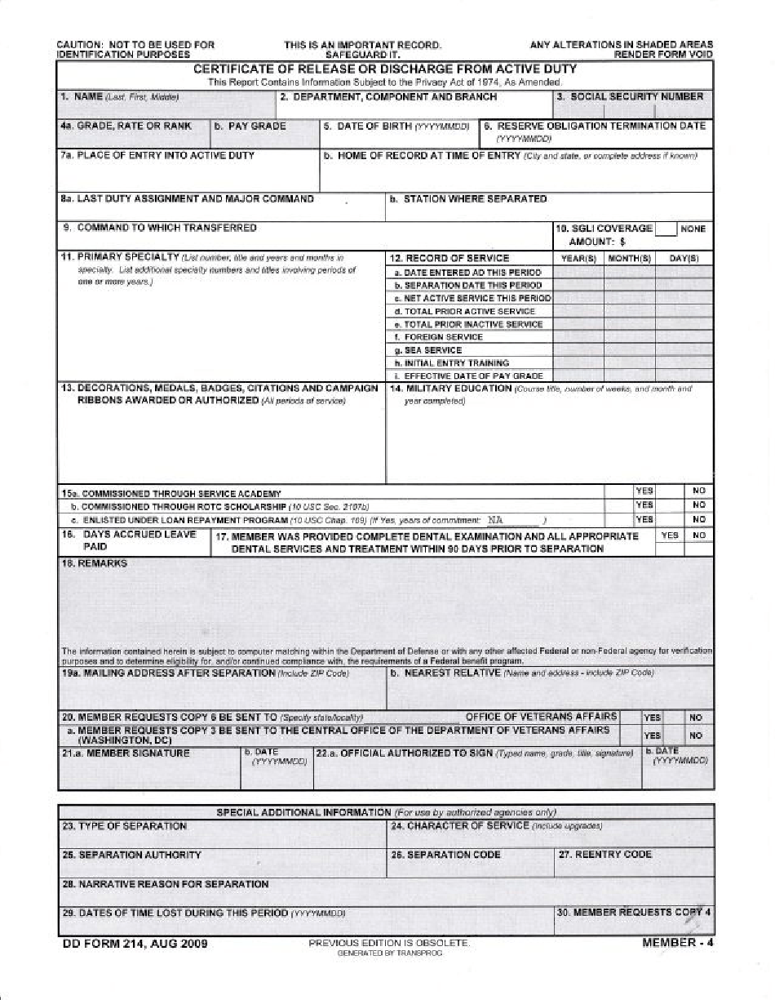 CAUTION: NOT TO BE USED FOR IDENTIFICATION PURPOSES
THIS IS AN IMPORTANT RECORD. SAFEGUARD IT.
ANY ALTERATIONS IN SHADED AREAS RENDER FORM VOID
CERTIFICATE OF RELEASE OR DISCHARGE FROM ACTIVE DUTY
This Report Contains Information Subject to the Privacy Act of 1974, As Amended.
1. NAME (Last, First, Middle)
2. DEPARTMENT, COMPONENT AND BRANCH
3. SOCIAL SECURITY NUMBER
4a. GRADE, RATE OR RANK
b. PAY GRADE
5. DATE OF BIRTH (YYYYMMDD)
6. RESERVE OBLIGATION TERMINATION DATE
(YYYYMMDD)
7a. PLACE OF ENTRY INTO ACTIVE DUTY
b. HOME OF RECORD AT TIME OF ENTRY (City and state, or complete address if known)
8a. LAST DUTY ASSIGNMENT AND MAJOR COMMAND
b. STATION WHERE SEPARATED
9. COMMAND TO WHICH TRANSFERRED
10. SGLI COVERAGE NONE
AMOUNT: $
11. PRIMARY SPECIALTY (List number, title and years and months in
specialty. List additional specialty numbers and titles involving periods of
one or more years.)
12. RECORD OF SERVICE YEAR(S) MONTH(S) DAY(S)
a. DATE ENTERED AD THIS PERIOD
b. SEPARATION DATE THIS PERIOD
c. NET ACTIVE SERVICE THIS PERIOD
d. TOTAL PRIOR ACTIVE SERVICE
e. TOTAL PRIOR INACTIVE SERVICE
f. FOREIGN SERVICE
g. SEA SERVICE
h. INITIAL ENTRY TRAINING
i. EFFECTIVE DATE OF PAY GRADE
13. DECORATIONS, MEDALS, BADGES, CITATIONS AND CAMPAIGN
RIBBONS AWARDED OR AUTHORIZED (All periods of service)
14. MILITARY EDUCATION (Course title, number of weeks, and month and
year completed)
15a. COMMISSIONED THROUGH SERVICE ACADEMY YES NO
b. COMMISSIONED THROUGH ROTC SCHOLARSHIP (10 USC Sec. 2107b) YES NO
c. ENLISTED UNDER LOAN REPAYMENT PROGRAM (10 USC Chap. 109) (If Yes, years of commitment: NA ) YES NO
16. DAYS ACCRUED LEAVE
PAID
17. MEMBER WAS PROVIDED COMPLETE DENTAL EXAMINATION AND ALL APPROPRIATE
DENTAL SERVICES AND TREATMENT WITHIN 90 DAYS PRIOR TO SEPARATION
YES NO
18. REMARKS
The information contained herein is subject to computer matching within the Department of Defense or with any other affected Federal or non-Federal agency for verification
purposes and to determine eligibility for, and/or continued compliance with, the requirements of a Federal benefit program.
19a. MAILING ADDRESS AFTER SEPARATION (Include ZIP Code)
b. NEAREST RELATIVE (Name and address - include ZIP Code)
20. MEMBER REQUESTS COPY 6 BE SENT TO (Specify state/locality) OFFICE OF VETERANS AFFAIRS YES NO
a. MEMBER REQUESTS COPY 3 BE SENT TO THE CENTRAL OFFICE OF THE DEPARTMENT OF VETERANS AFFAIRS
(WASHINGTON, DC) YES NO
21.a. MEMBER SIGNATURE
b. DATE
(YYYYMMDD)
22.a. OFFICIAL AUTHORIZED TO SIGN (Typed name, grade, title, signature)
b. DATE
(YYYYMMDD)
SPECIAL ADDITIONAL INFORMATION (For use by authorized agencies only)
23. TYPE OF SEPARATION
24. CHARACTER OF SERVICE (Include upgrades)
25. SEPARATION AUTHORITY
26. SEPARATION CODE
27. REENTRY CODE
28. NARRATIVE REASON FOR SEPARATION
29. DATES OF TIME LOST DURING THIS PERIOD (YYYYMMDD)
30. MEMBER REQUESTS COPY 4
DD FORM 214, AUG 2009
PREVIOUS EDITION IS OBSOLETE.
GENERATED BY TRANSPROC
MEMBER - 4